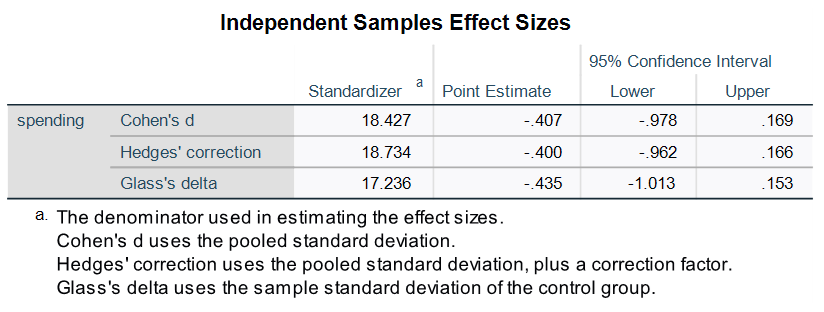 Independent Samples Effect Sizes
95% Confidence Interval
Standardizer a Point Estimate Lower Upper
spending Cohen's d 18.427 -.407 -.978 .169
Hedges' correction 18.734 -.400 -.962 .166
Glass's delta 17.236 -.435 -1.013 .153
a. The denominator used in estimating the effect sizes.
Cohen's d uses the pooled standard deviation.
Hedges' correction uses the pooled standard deviation, plus a correction factor.
Glass's delta uses the sample standard deviation of the control group.